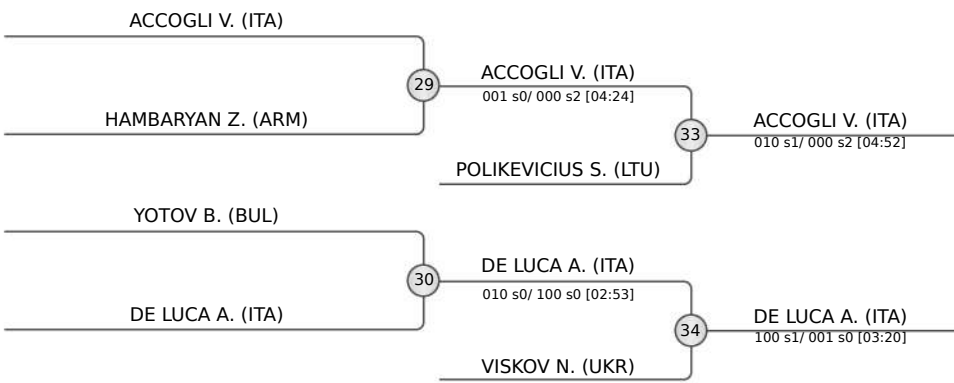 ACCOGLI V. (ITA)
29
HAMBARYAN Z. (ARM)
ACCOGLI V. (ITA)
001 s0/ 000 s2 [04:24]
33
POLIKEVICIUS S. (LTU)
ACCOGLI V. (ITA)
010 s1/ 000 s2 [04:52]
YOTOV B. (BUL)
30
DE LUCA A. (ITA)
DE LUCA A. (ITA)
010 s0/ 100 s0 [02:53]
34
VISKOV N. (UKR)
DE LUCA A. (ITA)
100 s1/ 001 s0 [03:20]